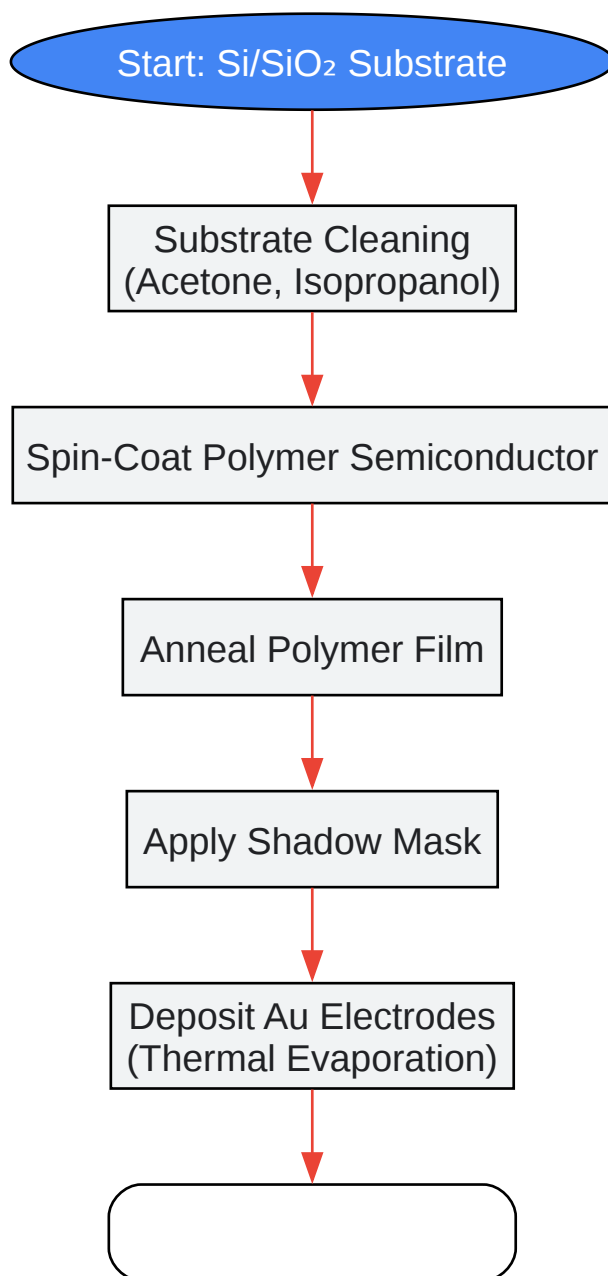 Start: Si/SiO₂ Substrate
Substrate Cleaning
(Acetone, Isopropanol)
Spin-Coat Polymer Semiconductor
Anneal Polymer Film
Apply Shadow Mask
Deposit Au Electrodes
(Thermal Evaporation)